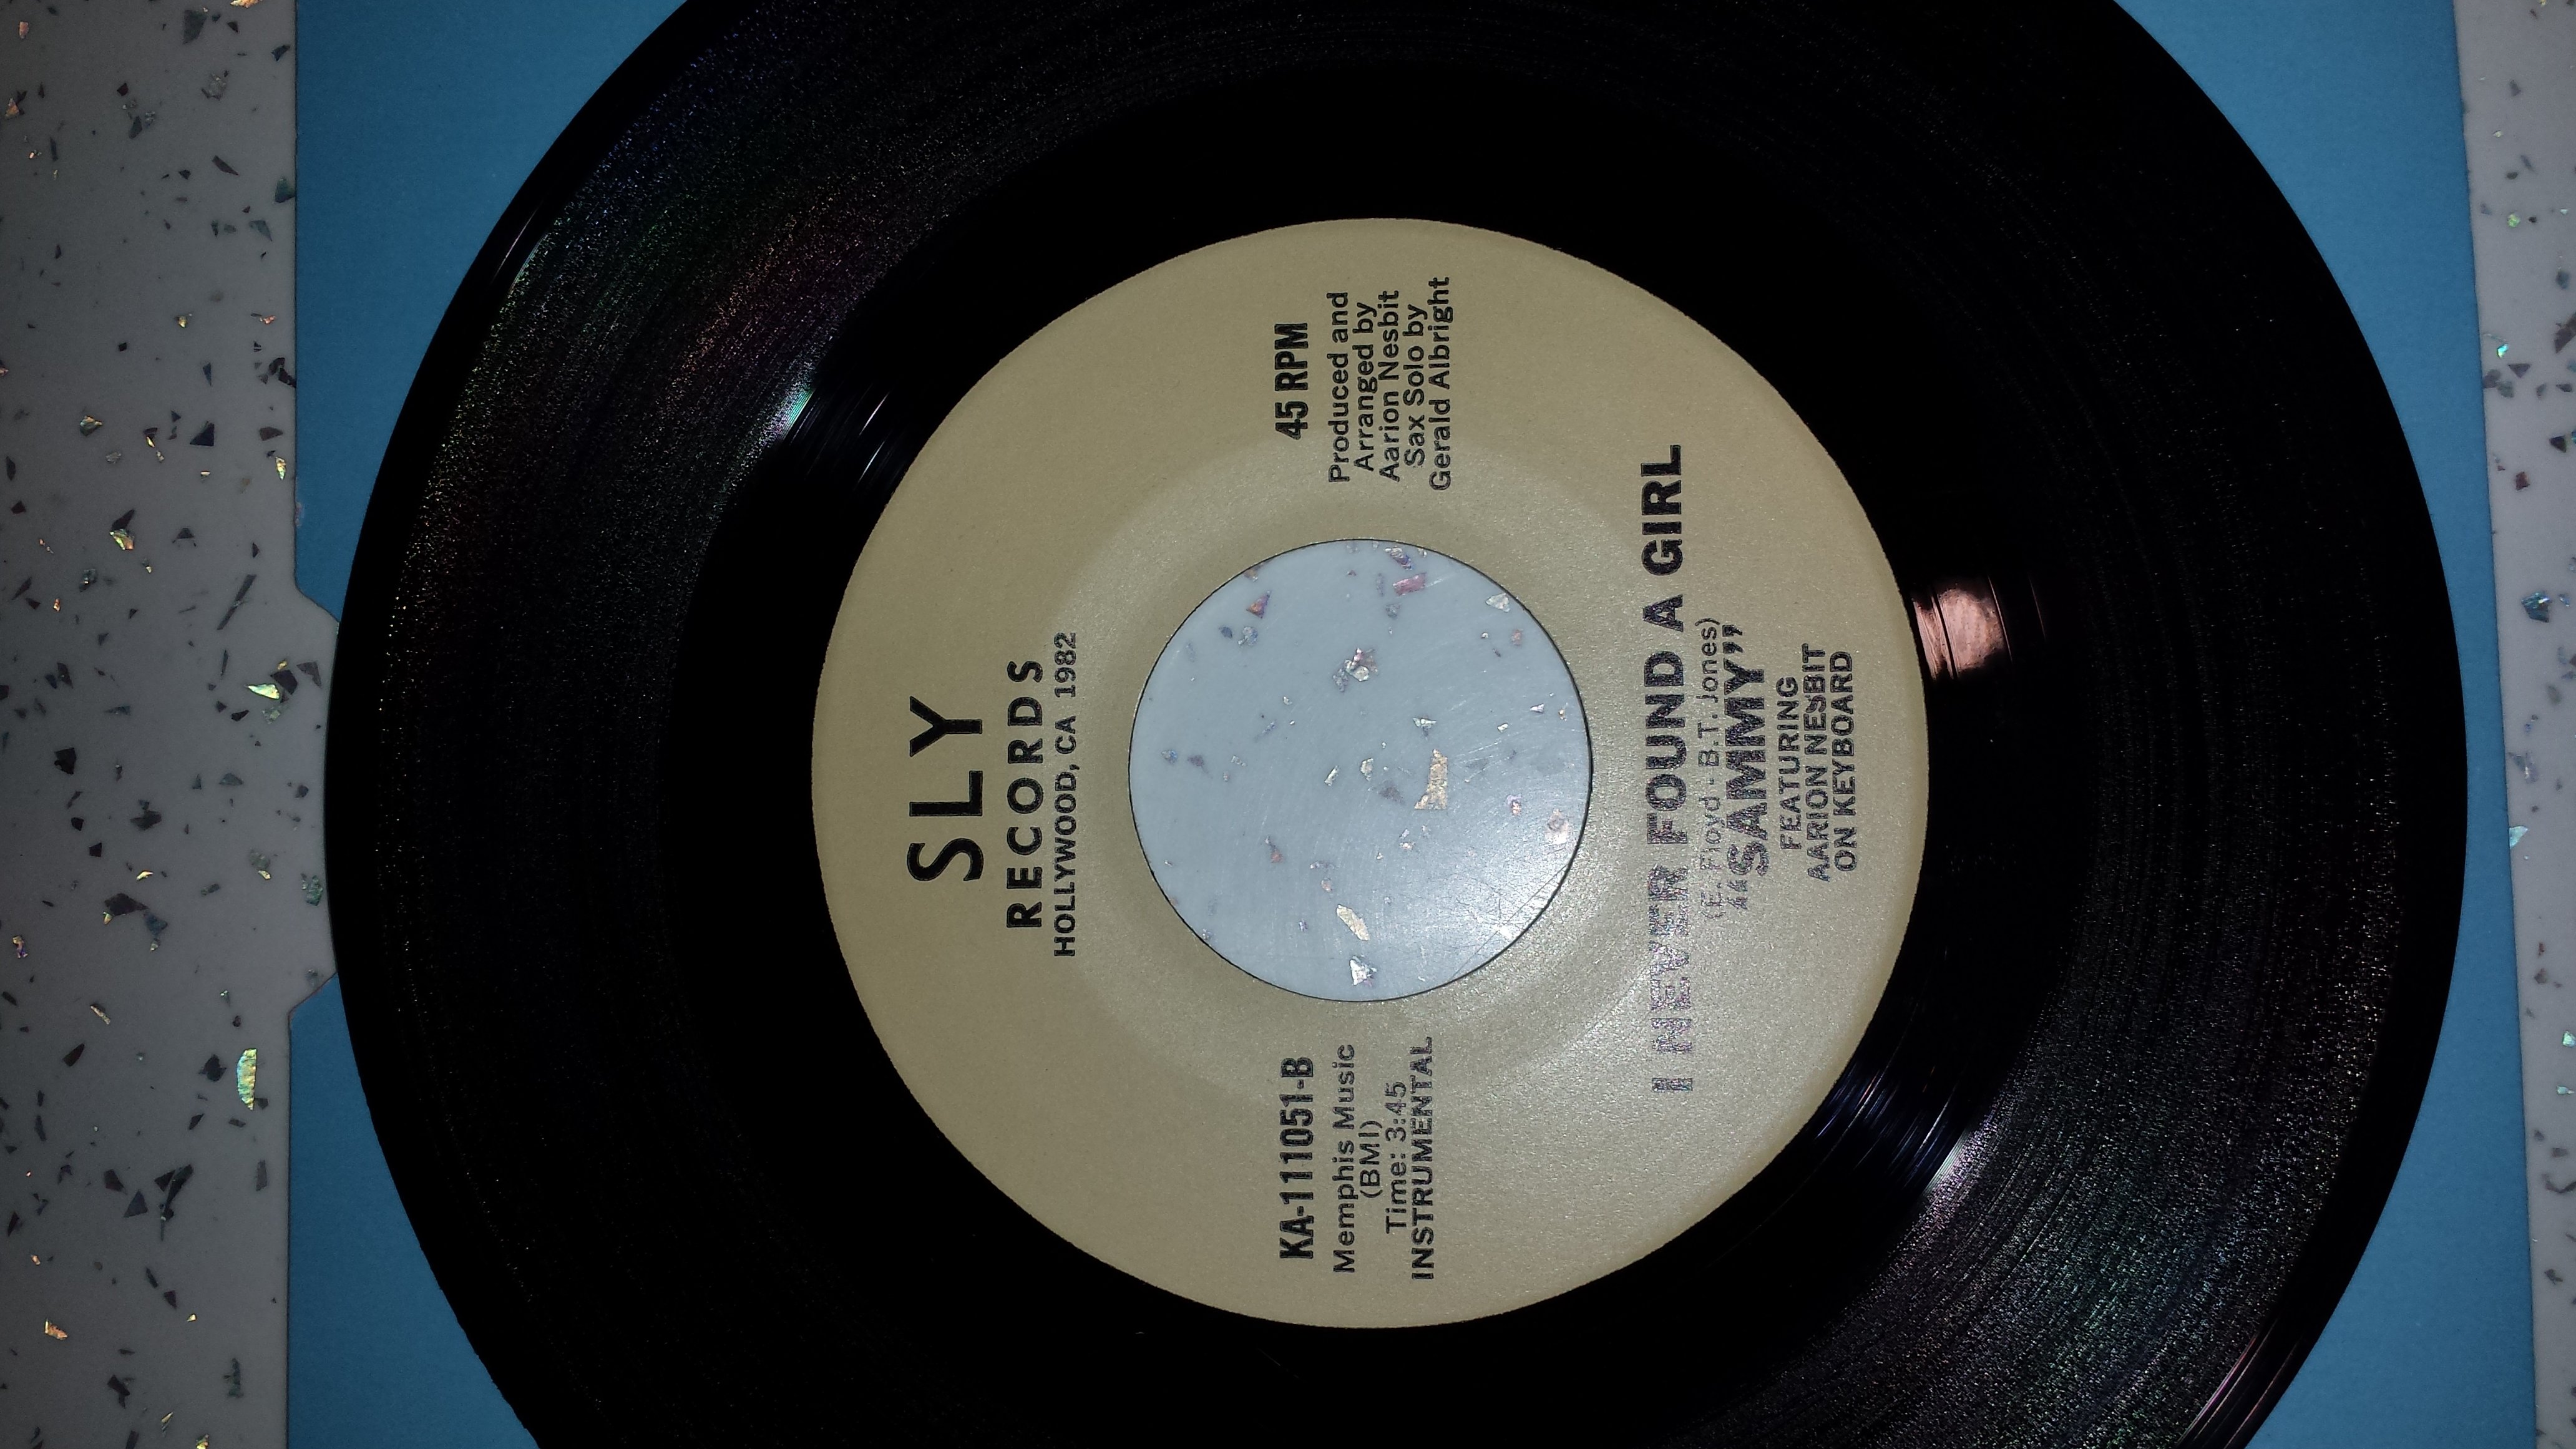 SLY
RECORDS
HOLLYWOOD, CA 1982
KA-111051-B
Memphis Music
(BMI)
Time: 3:45
INSTRUMENTAL
45 RPM
Produced and
Arranged by
Aarion Nesbit
Sax Solo by
Gerald Albright
I NEVER FOUND A GIRL
(E. Floyd - B.T. Jones)
“SAMMY”
FEATURING
AARION NESBIT
ON KEYBOARD